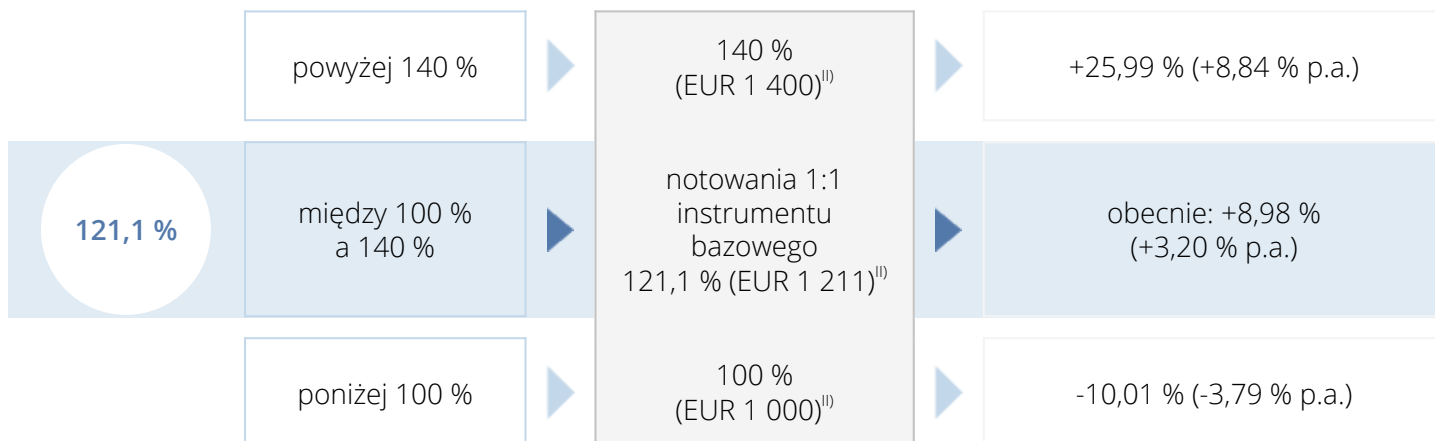 powyżej 140 %
140 %
(EUR 1 400)II)
+25,99 % (+8,84 % p.a.)
121,1 %
między 100 %
a 140 %
notowania 1:1
instrumentu
bazowego
121,1 % (EUR 1 211)II)
obecnie: +8,98 %
(+3,20 % p.a.)
poniżej 100 %
100 %
(EUR 1 000)II)
-10,01 % (-3,79 % p.a.)